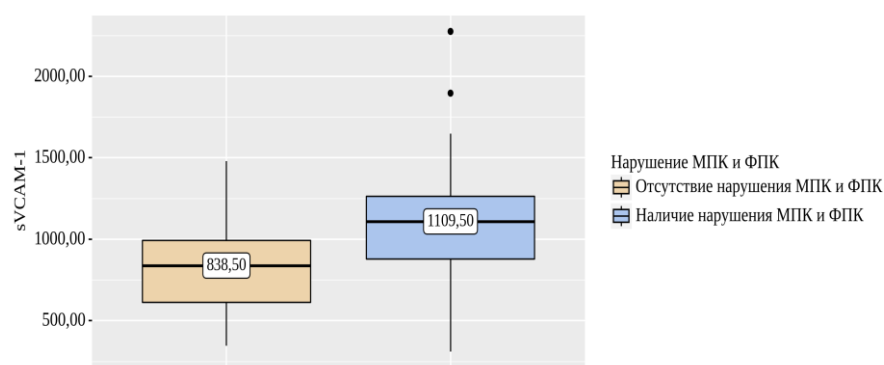 sVCAM-1
2000,00
1500,00
1000,00
500,00
838,50
1109,50
Нарушение МПК и ФПК
Отсутствие нарушения МПК и ФПК
Наличие нарушения МПК и ФПК